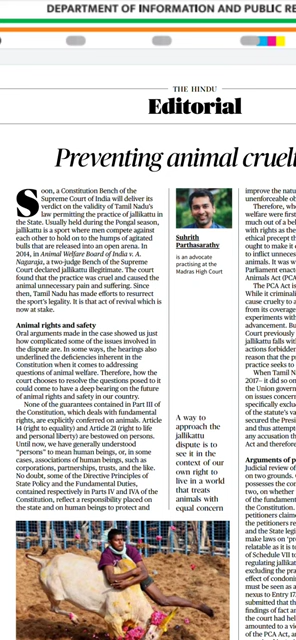 DEPARTMENT OF INFORMATION AND PUBLIC RE
THE HINDU
Editorial
Preventing animal cruel
Soon, a Constitution Bench of the
Supreme Court of India will deliver its
verdict on the validity of Tamil Nadu's
law permitting the practice of jallikattu in
the State. Usually held during the Pongal season,
jallikattu is a sport where men compete against
each other to hold on to the humps of agitated
bulls that are released into an open arena. In
2014, in Animal Welfare Board of India v. A.
Nagaraja, a two-judge Bench of the Supreme
Court declared jallikattu illegitimate. The court
found that the practice was cruel and caused the
animal unnecessary pain and suffering. Since
then, Tamil Nadu has made efforts to resurrect
the sport's legality. It is that act of revival which is
now at stake.
Animal rights and safety
Oral arguments made in the case showed us just
how complicated some of the issues involved in
the dispute are. In some ways, the hearings also
underlined the deficiencies inherent in the
Constitution when it comes to addressing
questions of animal welfare. Therefore, how the
court chooses to resolve the questions posed to it
could come to have a deep bearing on the future
of animal rights and safety in our country.
None of the guarantees contained in Part III of
the Constitution, which deals with fundamental
rights, are explicitly conferred on animals. Article
14 (right to equality) and Article 21 (right to life
and personal liberty) are bestowed on persons.
Until now, we have generally understood
"persons" to mean human beings, or, in some
cases, associations of human beings, such as
corporations, partnerships, trusts, and the like.
No doubt, some of the Directive Principles of
State Policy and the Fundamental Duties,
contained respectively in Parts IV and IVA of the
Constitution, reflect a responsibility placed on
the state and on human beings to protect and
Suhrith
Parthasarathy
is an advocate
practising at the
Madras High Court
A way to
approach the
jallikattu
dispute is to
see it in the
context of our
own right to
live in a world
that treats
animals with
equal concern
improve the natu
unenforceable o
Therefore, whe
welfare were first
much out of a be
with rights as the
ethical precept th
ought to make it
to inflict unnecess
animals. It was w
Parliament enacte
Animals Act (PCA
The PCA Act is
While it criminali
cause cruelty to a
from its coverage
experiments with
advancement. Bu
Court previously
jallikattu falls with
actions forbidden
reason that the p
practice seeks to
When Tamil N
2017– it did so on
the Union govern
on issues concer
specifically exclu
of the statute's va
secured the Presi
and thus attempt
any accusation th
Act and therefore
Arguments of p
Judicial review of
on two grounds.
possesses the con
two, on whether
of the fundament
the Constitution.
petitioners claime
the petitioners re
and the State legi
make laws on 'pr
relatable as it is t
of Schedule VII to
regulating jallikatt
excluding the pra
effect of condonin
must be seen as a
nexus to Entry 17.
submitted that th
findings of fact an
the court had hel
amounted to a vi
of the PCA Act, a